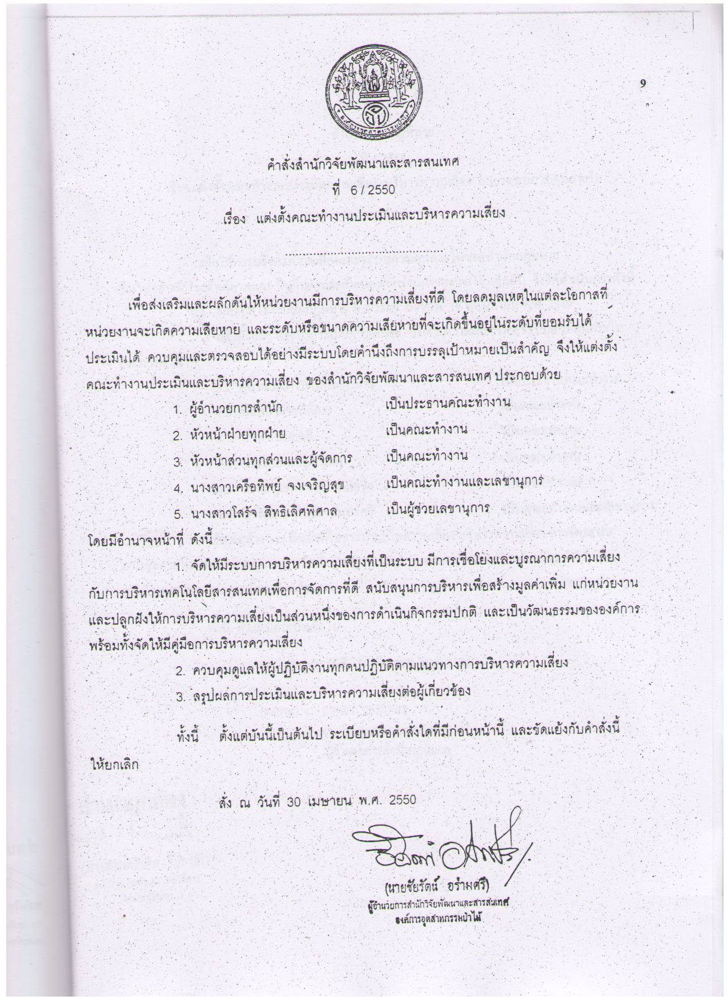 9
องค์การอุตสาหกรรมป่าไม้
คำสั่งสำนักวิจัยพัฒนาและสารสนเทศ
ที่ 6 / 2550
เรื่อง แต่งตั้งคณะทำงานประเมินและบริหารความเสี่ยง
..............................................
เพื่อส่งเสริมและผลักดันให้หน่วยงานมีการบริหารความเสี่ยงที่ดี โดยลดมูลเหตุในแต่ละโอกาสที่
หน่วยงานจะเกิดความเสียหาย และระดับหรือขนาดความเสียหายที่จะเกิดขึ้นอยู่ในระดับที่ยอมรับได้
ประเมินได้ ควบคุมและตรวจสอบได้อย่างมีระบบโดยคำนึงถึงการบรรลุเป้าหมายเป็นสำคัญ จึงให้แต่งตั้ง
คณะทำงานประเมินและบริหารความเสี่ยง ของสำนักวิจัยพัฒนาและสารสนเทศ ประกอบด้วย
1. ผู้อำนวยการสำนัก เป็นประธานคณะทำงาน
2. หัวหน้าฝ่ายทุกฝ่าย เป็นคณะทำงาน
3. หัวหน้าส่วนทุกส่วนและผู้จัดการ เป็นคณะทำงาน
4. นางสาวเครือทิพย์ จงเจริญสุข เป็นคณะทำงานและเลขานุการ
5. นางสาวโสรัจ สิทธิเลิศพิศาล เป็นผู้ช่วยเลขานุการ
โดยมีอำนาจหน้าที่ ดังนี้
1. จัดให้มีระบบการบริหารความเสี่ยงที่เป็นระบบ มีการเชื่อโยงและบูรณาการความเสี่ยง
กับการบริหารเทคโนโลยีสารสนเทศเพื่อการจัดการที่ดี สนับสนุนการบริหารเพื่อสร้างมูลค่าเพิ่ม แก่หน่วยงาน
และปลูกฝังให้การบริหารความเสี่ยงเป็นส่วนหนึ่งของการดำเนินกิจกรรมปกติ และเป็นวัฒนธรรมขององค์การ
พร้อมทั้งจัดให้มีคู่มือการบริหารความเสี่ยง
2. ควบคุมดูแลให้ผู้ปฏิบัติงานทุกคนปฏิบัติตามแนวทางการบริหารความเสี่ยง
3. สรุปผลการประเมินและบริหารความเสี่ยงต่อผู้เกี่ยวข้อง
ทั้งนี้ ตั้งแต่บันนี้เป็นต้นไป ระเบียบหรือคำสั่งใดที่มีก่อนหน้านี้ และขัดแย้งกับคำสั่งนี้
ให้ยกเลิก
สั่ง ณ วันที่ 30 เมษายน พ.ศ. 2550
(นายชัยรัตน์ อร่ามศรี)
ผู้อำนวยการสำนักวิจัยพัฒนาและสารสนเทศ
องค์การอุตสาหกรรมป่าไม้